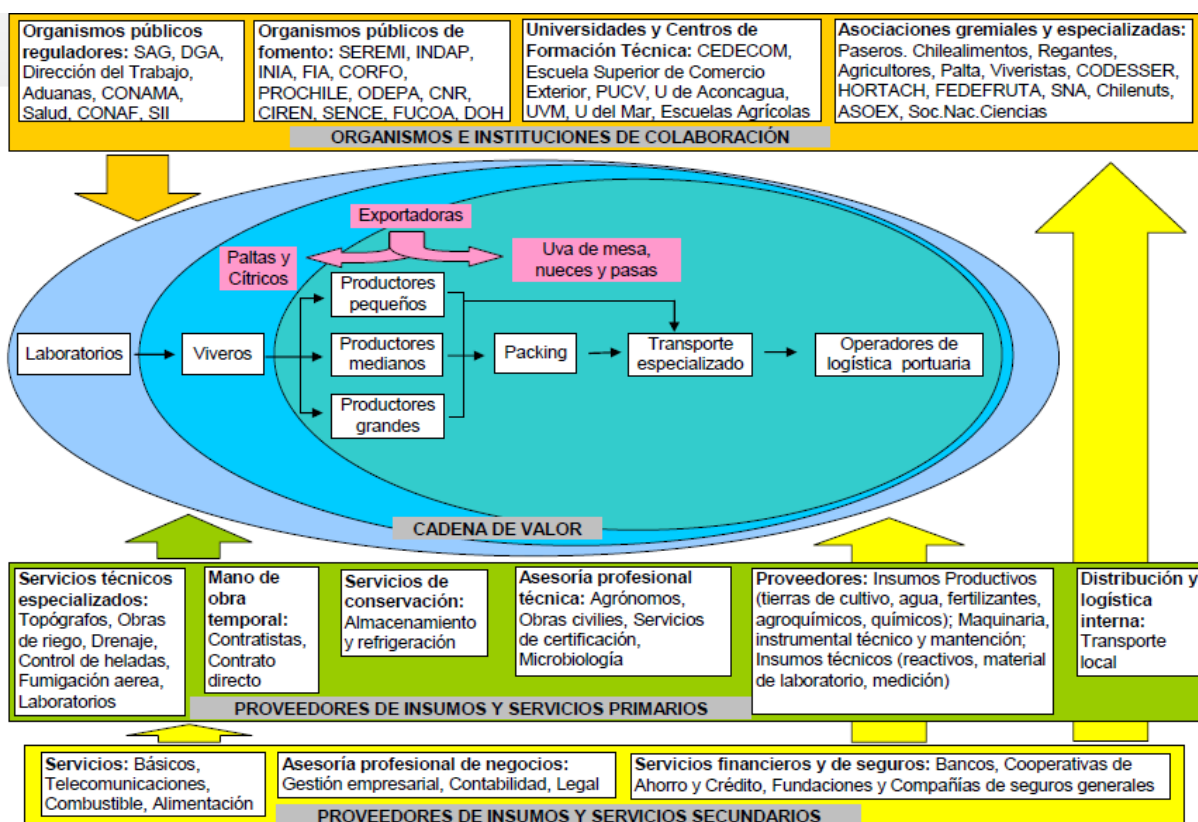 Organismos públicos
reguladores: SAG, DGA,
Dirección del Trabajo,
Aduanas, CONAMA,
Salud, CONAF, SII
Organismos públicos de
fomento: SEREMI, INDAP,
INIA, FIA, CORFO,
PROCHILE, ODEPA, CNR,
CIREN, SENCE, FUCOA, DOH
Universidades y Centros de
Formación Técnica: CEDECOM,
Escuela Superior de Comercio
Exterior, PUCV, U de Aconcagua,
UVM, U del Mar, Escuelas Agrícolas
Asociaciones gremiales y especializadas:
Paseros. Chilealimentos, Regantes,
Agricultores, Palta, Viveristas, CODESSER,
HORTACH, FEDEFRUTA, SNA, Chilenuts,
ASOEX, Soc.Nac.Ciencias
ORGANISMOS E INSTITUCIONES DE COLABORACIÓN
Exportadoras
Paltas y
Cítricos
Uva de mesa,
nueces y pasas
Productores
pequeños
Laboratorios
Viveros
Productores
medianos
Packing
Transporte
especializado
Operadores de
logística portuaria
Productores
grandes
CADENA DE VALOR
Servicios técnicos
especializados:
Topógrafos, Obras
de riego, Drenaje,
Control de heladas,
Fumigación aerea,
Laboratorios
Mano de
obra
temporal:
Contratistas,
Contrato
directo
Servicios de
conservación:
Almacenamiento
y refrigeración
Asesoría profesional
técnica: Agrónomos,
Obras civilies, Servicios
de certificación,
Microbiología
Proveedores: Insumos Productivos
(tierras de cultivo, agua, fertilizantes,
agroquímicos, químicos); Maquinaria,
instrumental técnico y mantención;
Insumos técnicos (reactivos, material
de laboratorio, medición)
Distribución y
logística
interna:
Transporte
local
PROVEEDORES DE INSUMOS Y SERVICIOS PRIMARIOS
Servicios: Básicos,
Telecomunicaciones,
Combustible, Alimentación
Asesoría profesional de negocios:
Gestión empresarial, Contabilidad, Legal
Servicios financieros y de seguros: Bancos, Cooperativas de
Ahorro y Crédito, Fundaciones y Compañías de seguros generales
PROVEEDORES DE INSUMOS Y SERVICIOS SECUNDARIOS